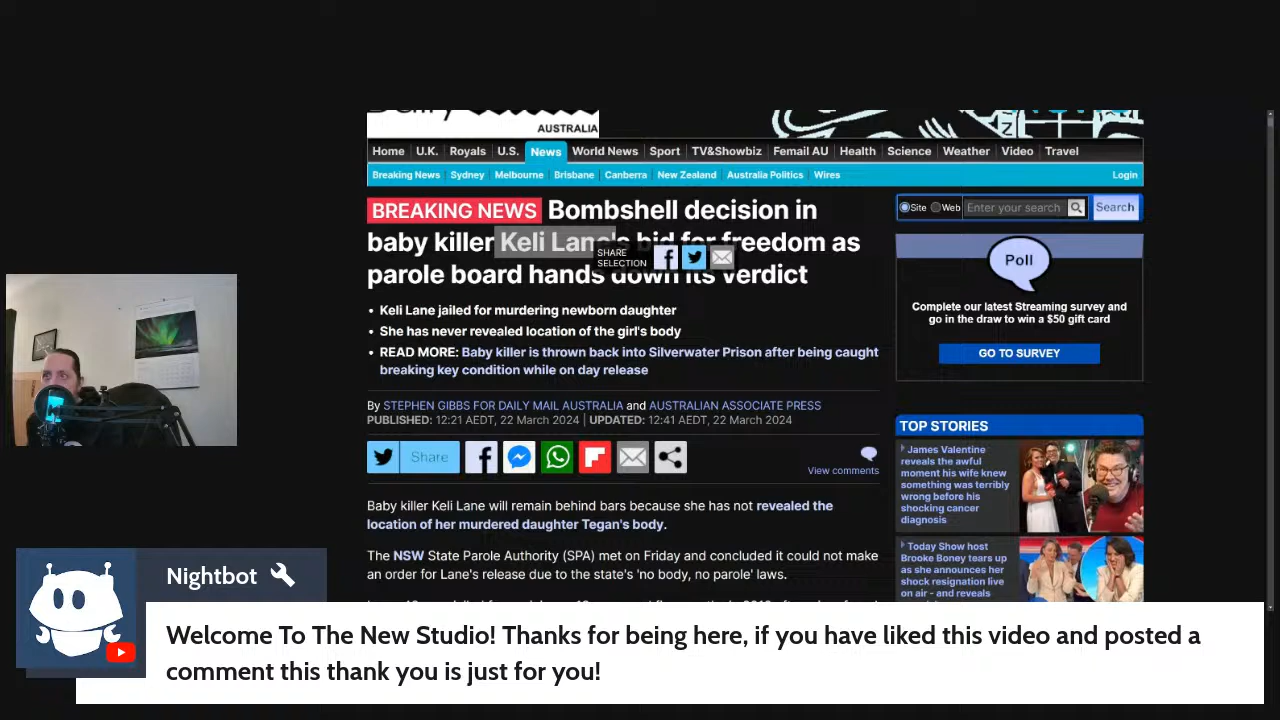 AUSTRALIA
Home U.K. Royals U.S. News World News Sport TV&Showbiz Femail AU Health Science Weather Video Travel
Breaking News Sydney Melbourne Brisbane Canberra New Zealand Australia Politics Wires Login
BREAKING NEWS Bombshell decision in
baby killer Keli Lane's bid for freedom as
parole board hands down its verdict
SHARE
SELECTION
• Keli Lane jailed for murdering newborn daughter
• She has never revealed location of the girl's body
• READ MORE: Baby killer is thrown back into Silverwater Prison after being caught
breaking key condition while on day release
By STEPHEN GIBBS FOR DAILY MAIL AUSTRALIA and AUSTRALIAN ASSOCIATE PRESS
PUBLISHED: 12:21 AEDT, 22 March 2024 | UPDATED: 12:41 AEDT, 22 March 2024
Share
View comments
Baby killer Keli Lane will remain behind bars because she has not revealed the
location of her murdered daughter Tegan's body.
The NSW State Parole Authority (SPA) met on Friday and concluded it could not make
an order for Lane's release due to the state's 'no body, no parole' laws.
Site Web Enter your search Search
Poll
Complete our latest Streaming survey and
go in the draw to win a $50 gift card
GO TO SURVEY
TOP STORIES
James Valentine
reveals the awful
moment his wife knew
something was terribly
wrong before his
shocking cancer
diagnosis
Today Show host
Brooke Boney tears up
as she announces her
shock resignation live
on air - and reveals
Nightbot
Welcome To The New Studio! Thanks for being here, if you have liked this video and posted a
comment this thank you is just for you!